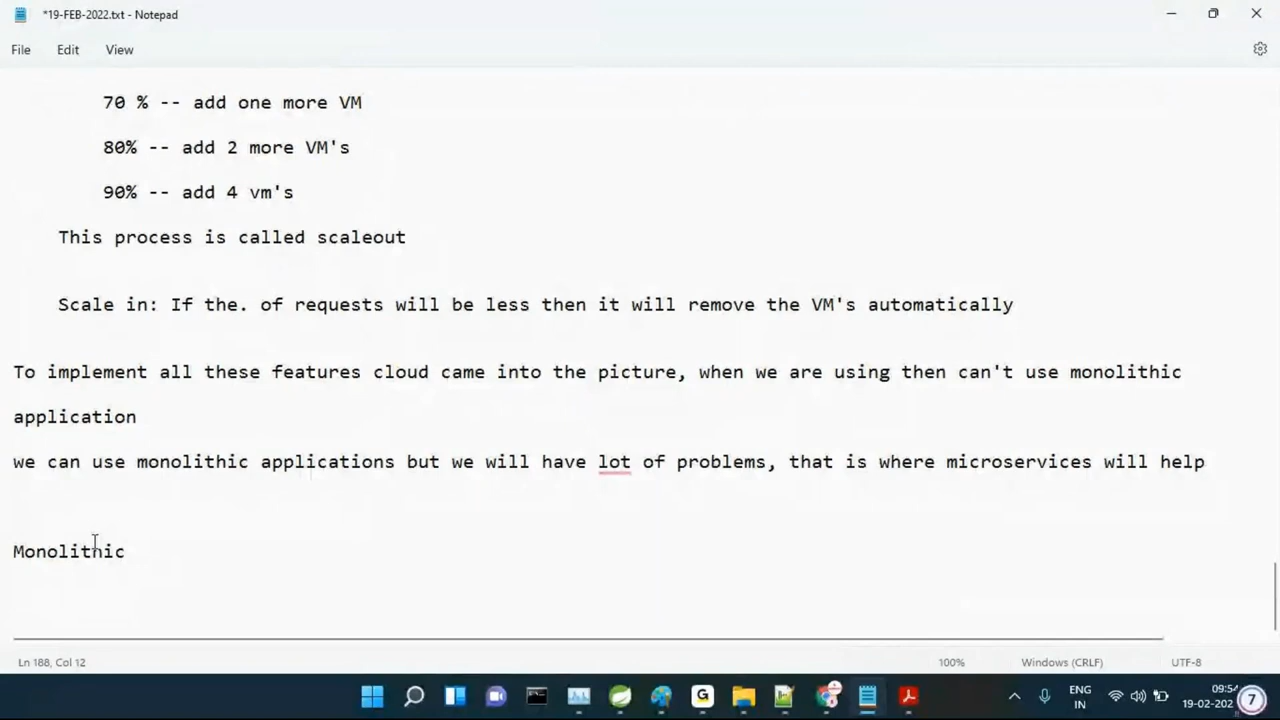 *19-FEB-2022.txt - Notepad
File Edit View
70 % -- add one more VM
80% -- add 2 more VM's
90% -- add 4 vm's
This process is called scaleout
Scale in: If the. of requests will be less then it will remove the VM's automatically
To implement all these features cloud came into the picture, when we are using then can't use monolithic
application
we can use monolithic applications but we will have lot of problems, that is where microservices will help
Monolithic
Ln 188, Col 12 100% Windows (CRLF) UTF-8
ENG 09:54
IN 19-02-202 7